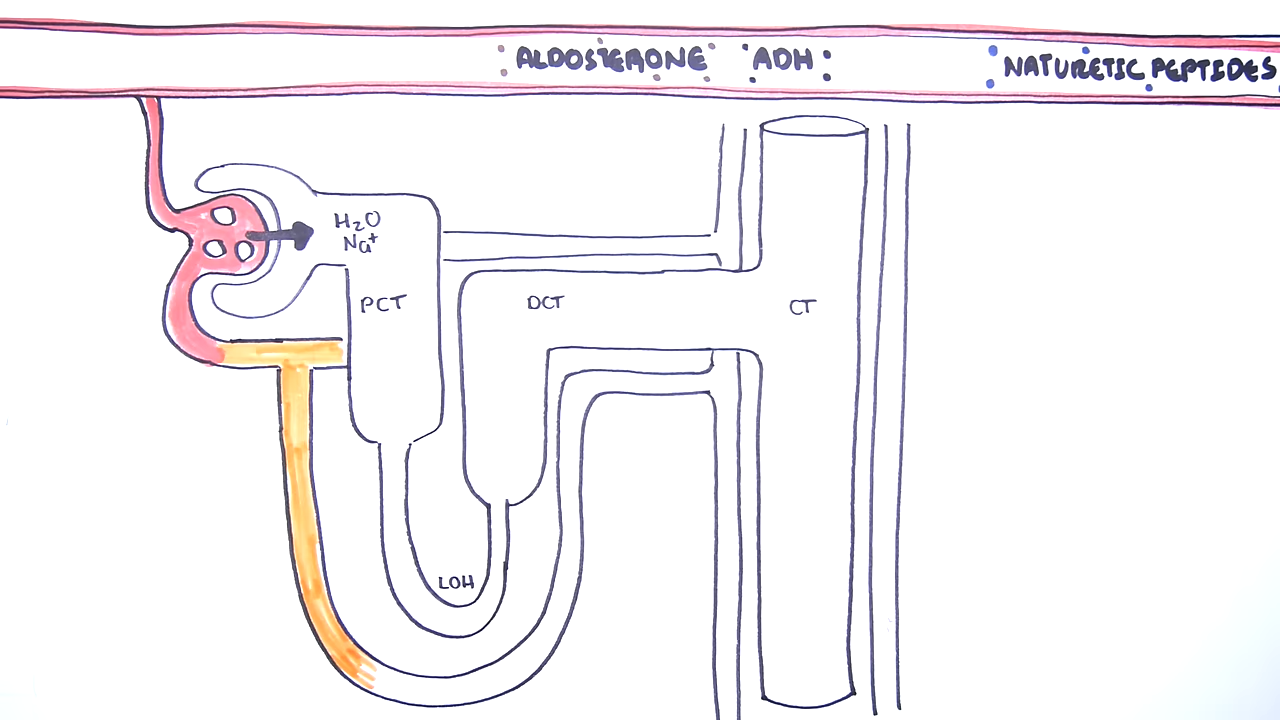 ALDOSTERONE
ADH
NATURETIC PEPTIDES
H₂O
Na⁺
PCT
DCT
CT
LOH